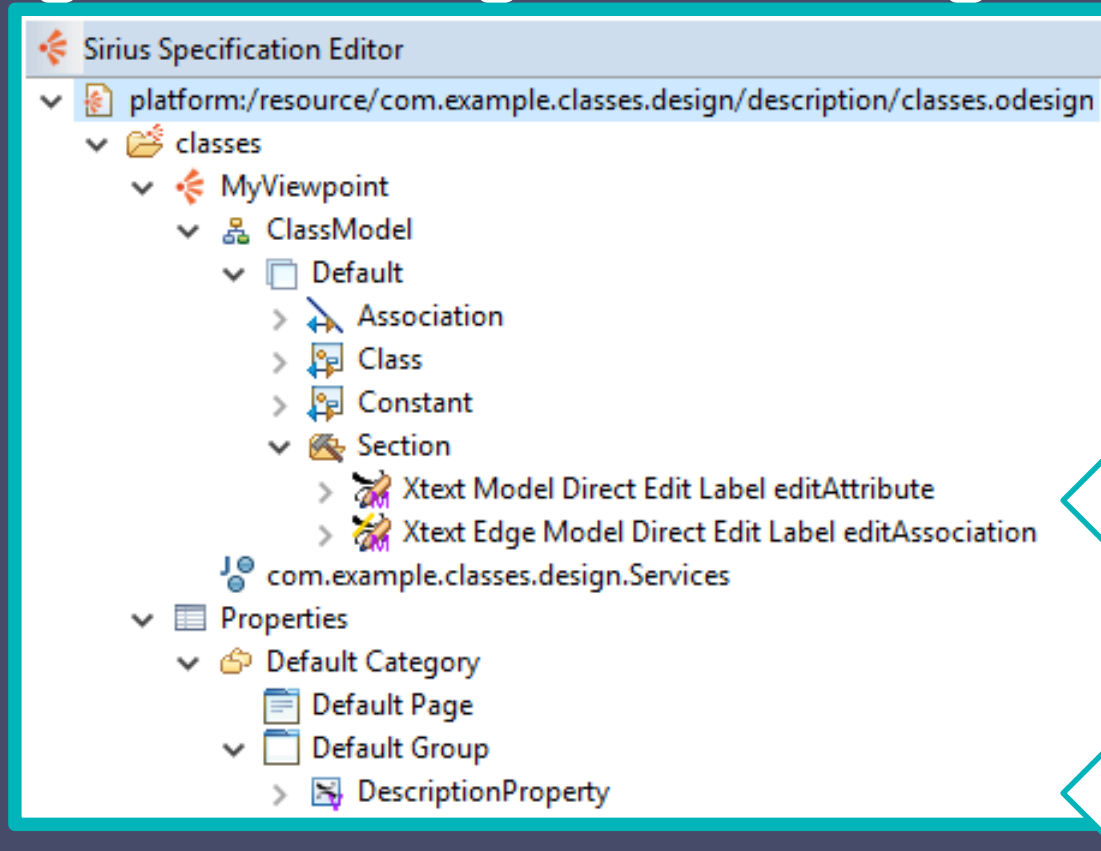 Sirius Specification Editor
platform:/resource/com.example.classes.design/description/classes.odesign
classes
MyViewpoint
ClassModel
Default
Association
Class
Constant
Section
Xtext Model Direct Edit Label editAttribute
Xtext Edge Model Direct Edit Label editAssociation
com.example.classes.design.Services
Properties
Default Category
Default Page
Default Group
DescriptionProperty